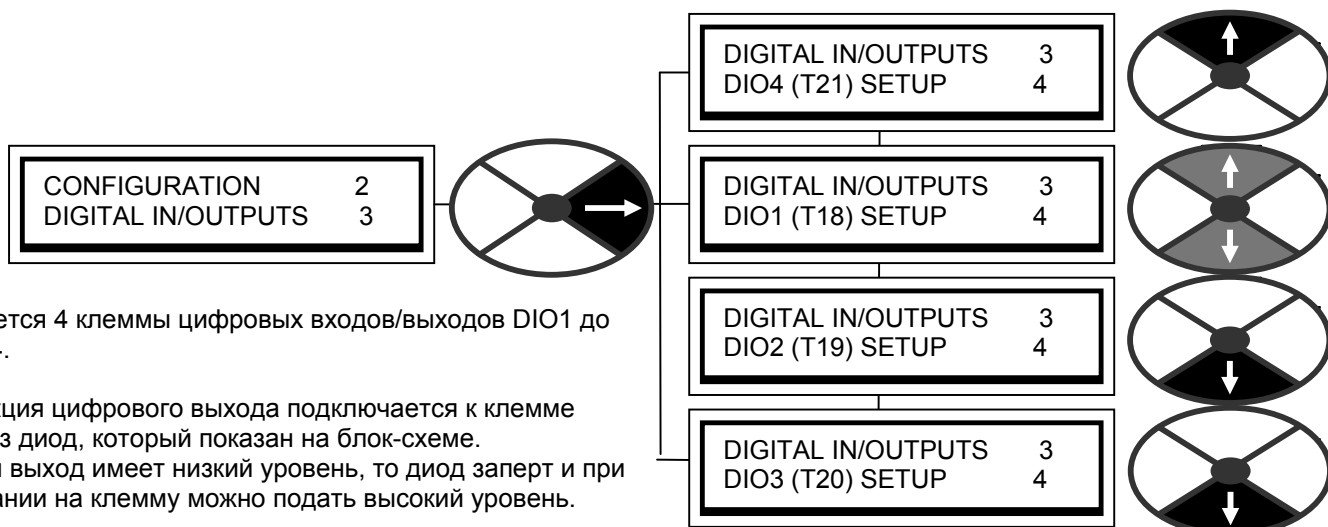 CONFIGURATION 2
DIGITAL IN/OUTPUTS 3
DIGITAL IN/OUTPUTS 3
DIO4 (T21) SETUP 4
DIGITAL IN/OUTPUTS 3
DIO1 (T18) SETUP 4
DIGITAL IN/OUTPUTS 3
DIO2 (T19) SETUP 4
DIGITAL IN/OUTPUTS 3
DIO3 (T20) SETUP 4
4 клеммы цифровых входов/выходов DIO1 до
цифрового выхода подключается к клемме
диод, который показан на блок-схеме.
выход имеет низкий уровень, то диод заперт и при
на клемму можно подать высокий уровень.